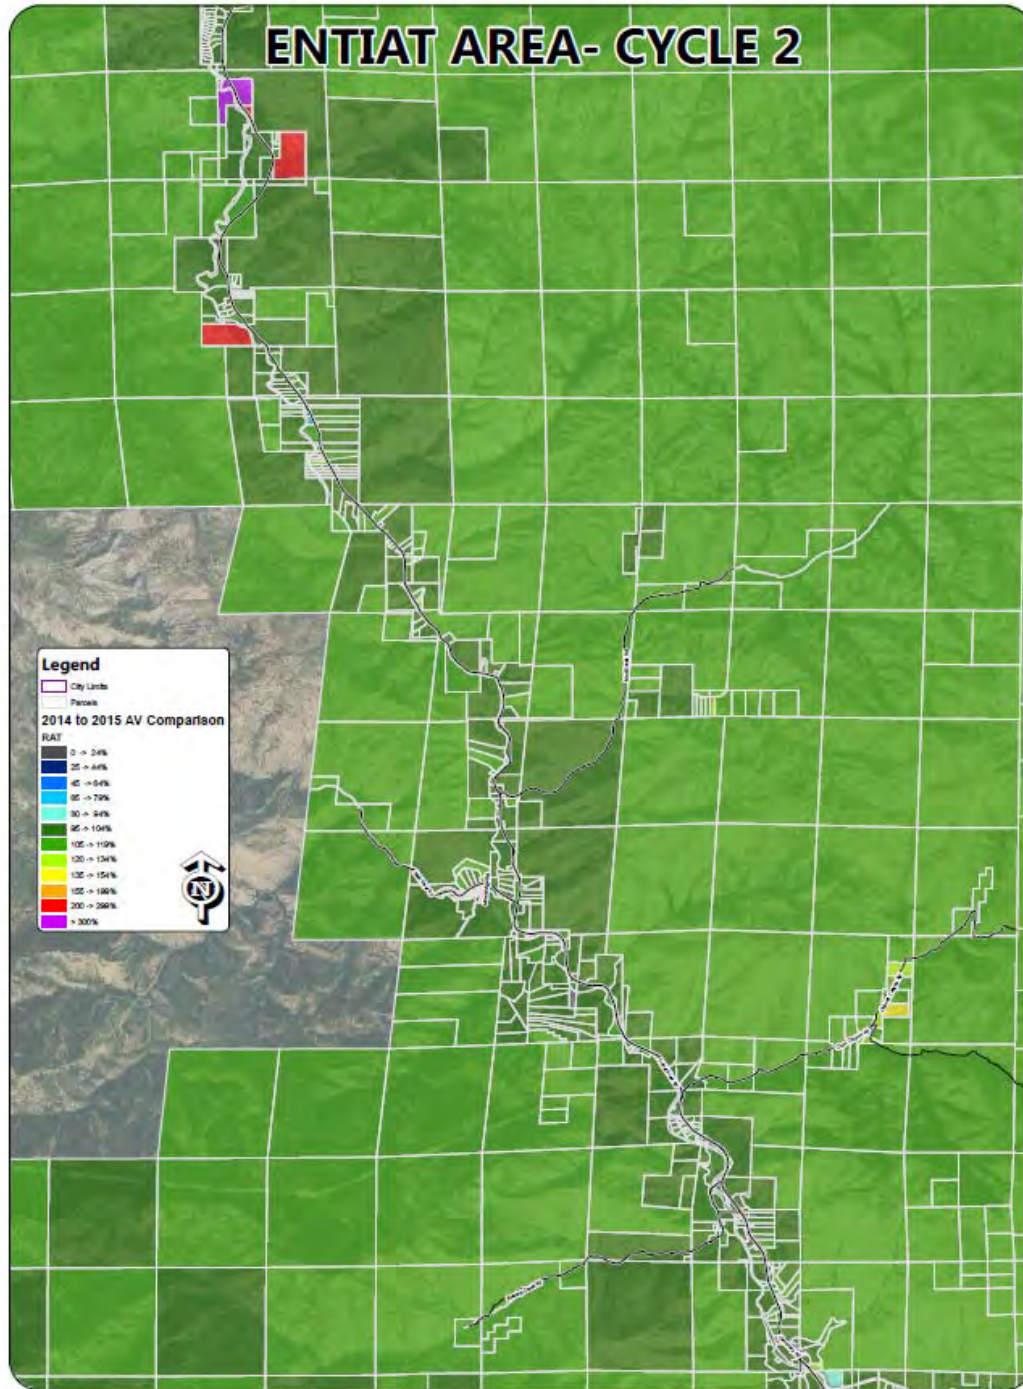 ENTIAT AREA- CYCLE 2
Legend
City Limits
Parcels
2014 to 2015 AV Comparison
RAT
0 -> 24%
25 -> 44%
45 -> 64%
65 -> 79%
80 -> 94%
95 -> 104%
105 -> 119%
120 -> 134%
135 -> 154%
155 -> 199%
200 -> 299%
> 300%
N